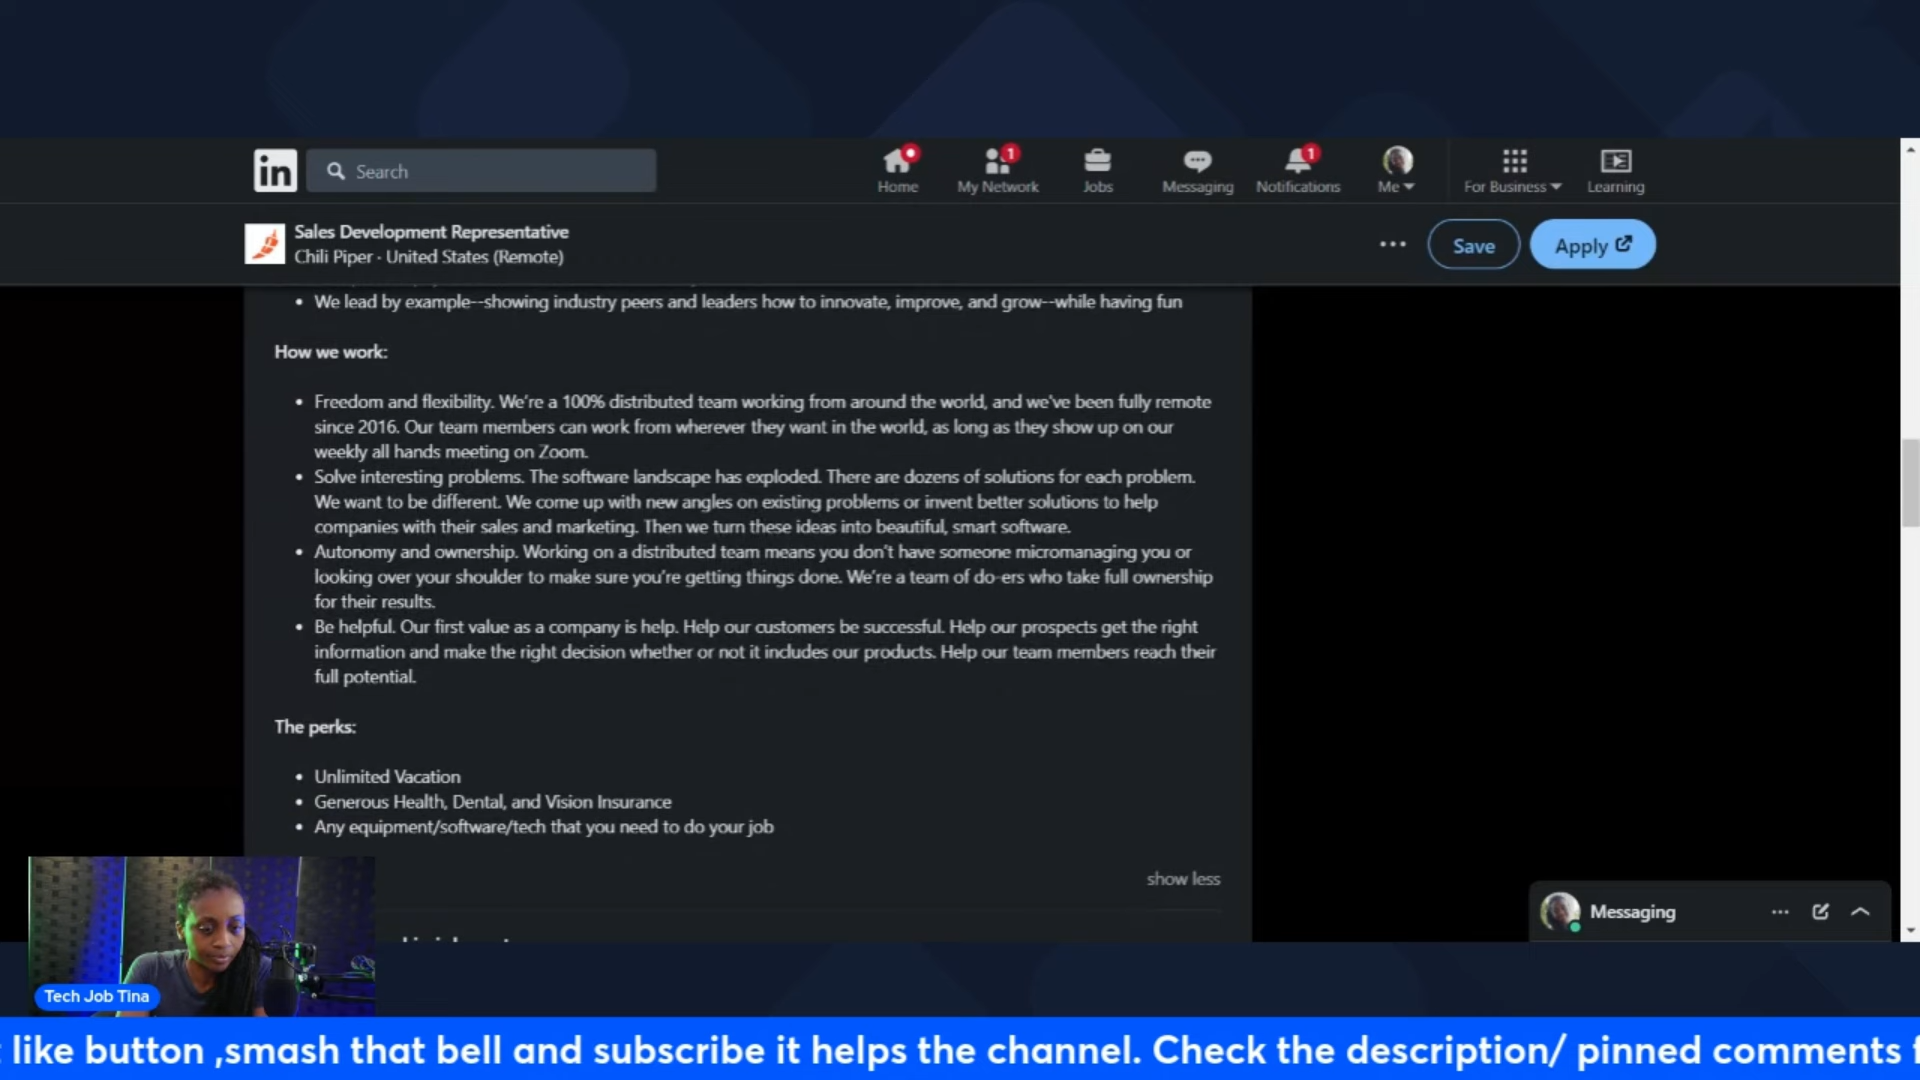 in
Search
Home
1
My Network
Jobs
Messaging
1
Notifications
Me
For Business
Learning
Sales Development Representative
Chili Piper · United States (Remote)
Save
Apply
• We lead by example--showing industry peers and leaders how to innovate, improve, and grow--while having fun
How we work:
• Freedom and flexibility. We're a 100% distributed team working from around the world, and we've been fully remote
since 2016. Our team members can work from wherever they want in the world, as long as they show up on our
weekly all hands meeting on Zoom.
• Solve interesting problems. The software landscape has exploded. There are dozens of solutions for each problem.
We want to be different. We come up with new angles on existing problems or invent better solutions to help
companies with their sales and marketing. Then we turn these ideas into beautiful, smart software.
• Autonomy and ownership. Working on a distributed team means you don't have someone micromanaging you or
looking over your shoulder to make sure you're getting things done. We're a team of do-ers who take full ownership
for their results.
• Be helpful. Our first value as a company is help. Help our customers be successful. Help our prospects get the right
information and make the right decision whether or not it includes our products. Help our team members reach their
full potential.
The perks:
• Unlimited Vacation
• Generous Health, Dental, and Vision Insurance
• Any equipment/software/tech that you need to do your job
show less
Messaging
Tech Job Tina
like button ,smash that bell and subscribe it helps the channel. Check the description/ pinned comments